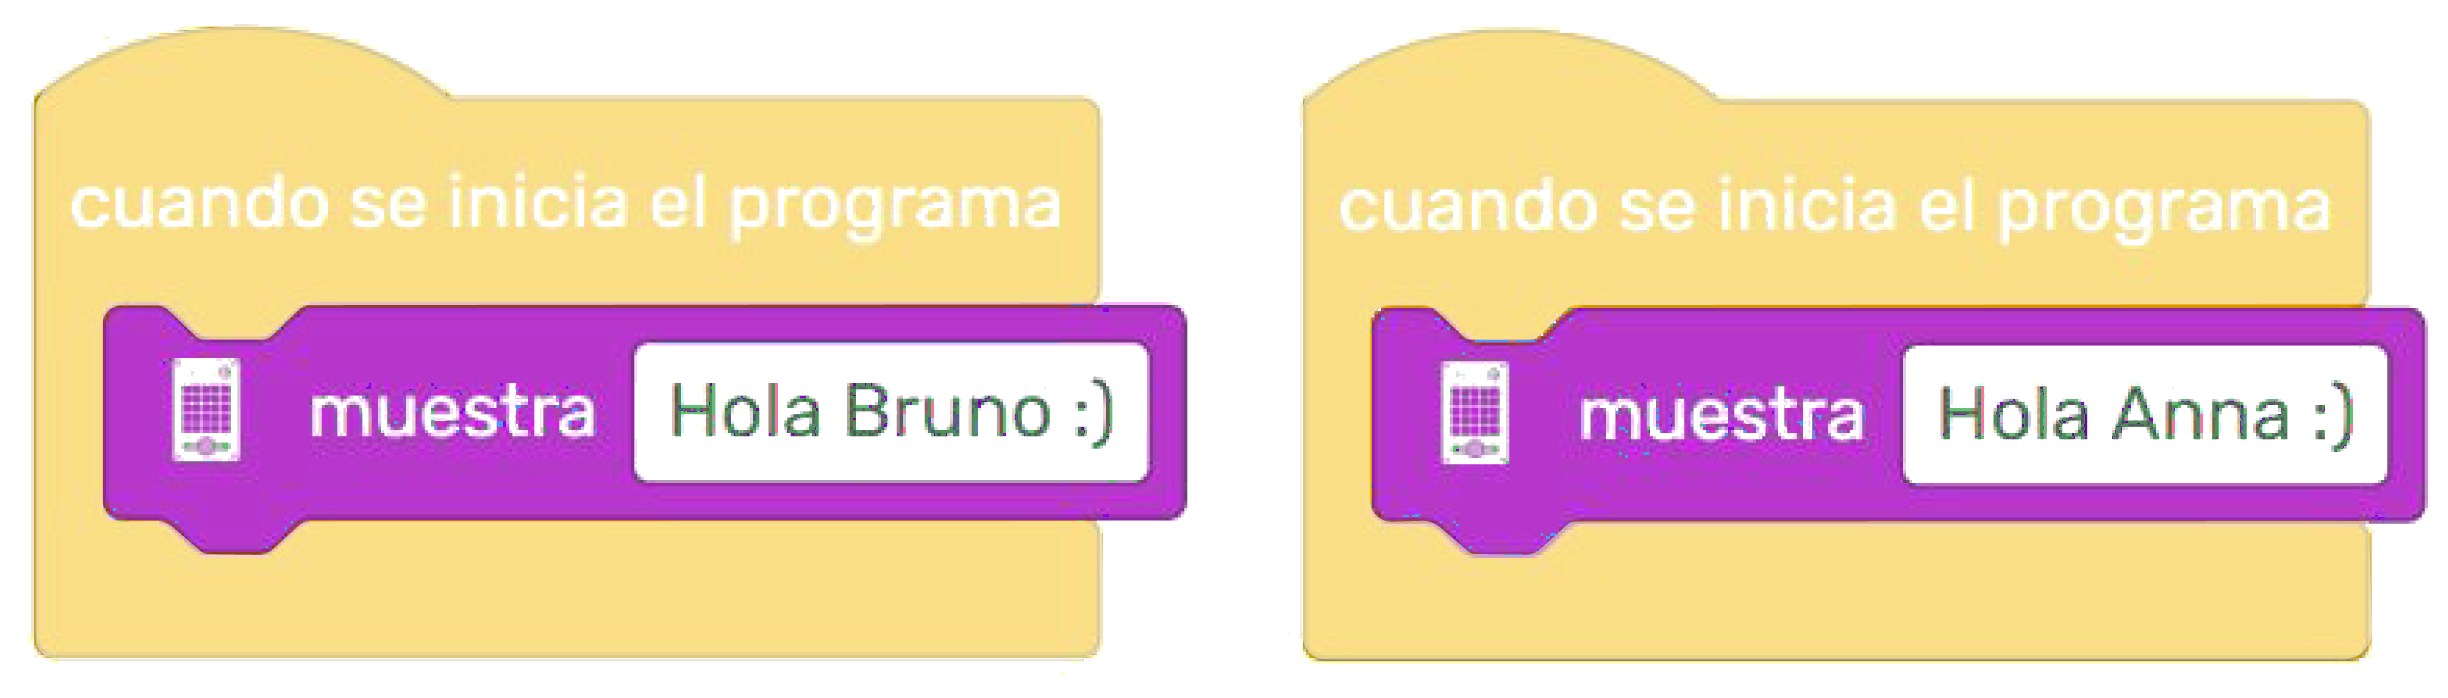 cuando se inicia el programa
muestra Hola Bruno :)
cuando se inicia el programa
muestra Hola Anna :)